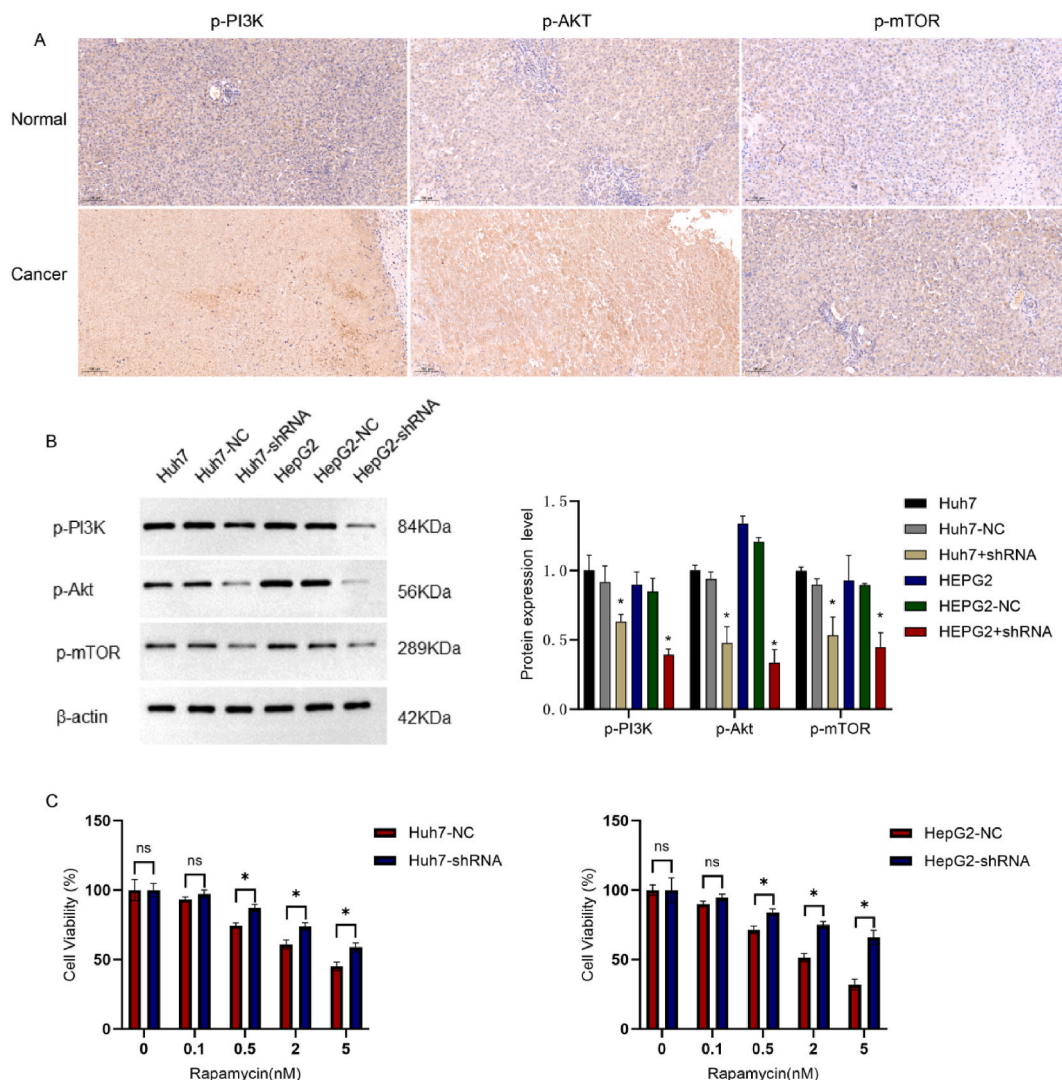 p-PI3K p-AKT p-mTOR
A
Normal
Cancer
B
Huh7 Huh7-NC Huh7-shRNA HepG2 HepG2-NC HepG2-shRNA
p-PI3K 84KDa
p-Akt 56KDa
p-mTOR 289KDa
β-actin 42KDa
Protein expression level
1.5
1.0
0.5
0.0
* * * * * *
p-PI3K p-Akt p-mTOR
Huh7
Huh7-NC
Huh7+shRNA
HEPG2
HEPG2-NC
HEPG2+shRNA
C
Cell Viability (%)
150
100
50
0
ns ns * * *
0 0.1 0.5 2 5
Rapamycin(nM)
Huh7-NC
Huh7-shRNA
Cell Viability (%)
150
100
50
0
ns ns * * *
0 0.1 0.5 2 5
Rapamycin(nM)
HepG2-NC
HepG2-shRNA